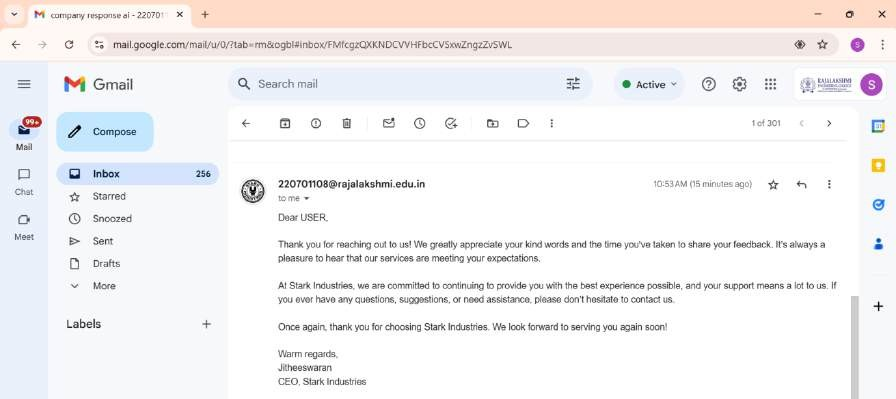 company response ai - 220701
mail.google.com/mail/u/0/?tab=rm&ogbl#inbox/FMfcgzQXKNDCVVHFbcCVSxwZngzZvSWL
Gmail
Search mail
Active
RAJALAKSHMI
S
99+
Mail
Chat
Meet
Compose
Inbox 256
Starred
Snoozed
Sent
Drafts
More
Labels
1 of 301
220701108@rajalakshmi.edu.in
10:53 AM (15 minutes ago)
to me
Dear USER,
Thank you for reaching out to us! We greatly appreciate your kind words and the time you've taken to share your feedback. It's always a
pleasure to hear that our services are meeting your expectations.
At Stark Industries, we are committed to continuing to provide you with the best experience possible, and your support means a lot to us. If
you ever have any questions, suggestions, or need assistance, please don't hesitate to contact us.
Once again, thank you for choosing Stark Industries. We look forward to serving you again soon!
Warm regards,
Jitheeswaran
CEO, Stark Industries